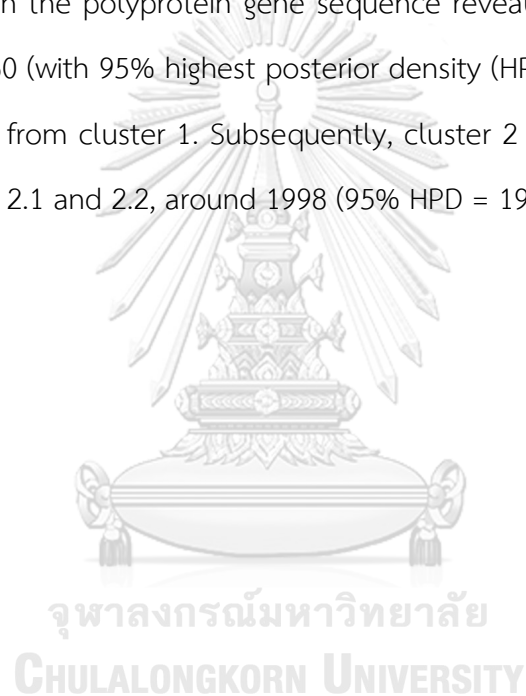 n the polyprotein gene sequence revea
60 (with 95% highest posterior density (HP
from cluster 1. Subsequently, cluster 2
2.1 and 2.2, around 1998 (95% HPD = 19
จุฬาลงกรณ์มหาวิทยาลัย
CHULALONGKORN UNIVERSITY